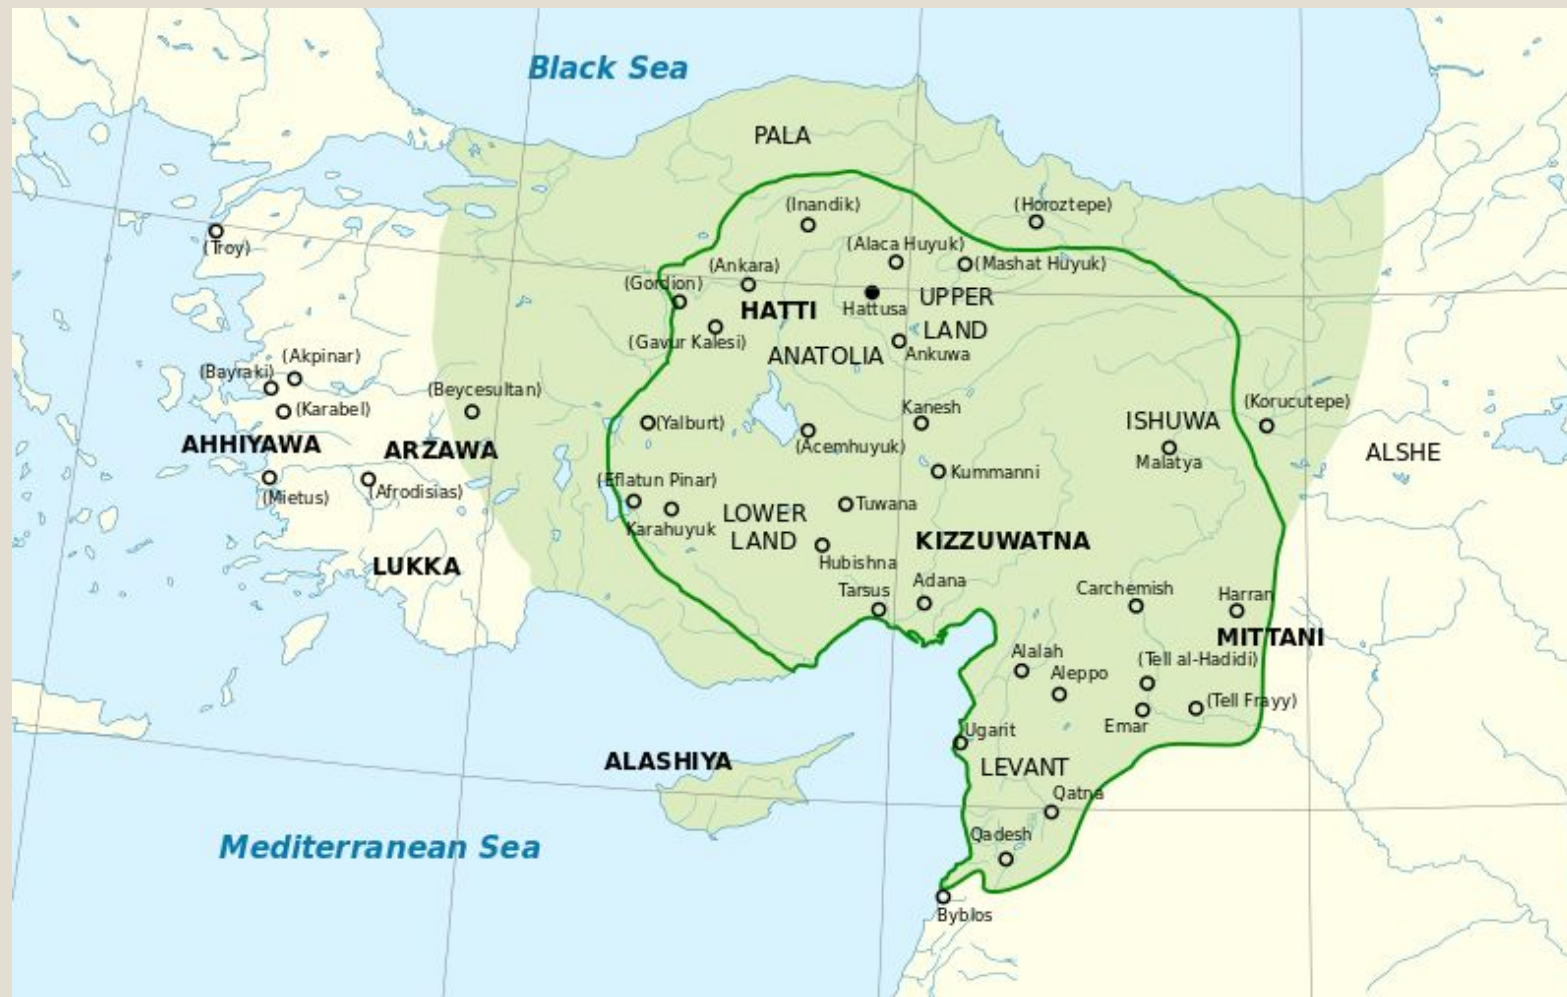 Black Sea
PALA
(Inandik)
(Horoztepe)
(Troy)
(Alaca Huyuk)
(Ankara)
(Mashat Huyuk)
(Gordion)
HATTI
Hattusa
UPPER
LAND
(Gavur Kalesi)
ANATOLIA
Ankuwa
(Akpinar)
(Bayraki)
(Beycesultan)
(Karabel)
Kanesh
(Korucutepe)
(Yalburt)
ISHUWA
AHHIYAWA
ARZAWA
(Acemhuyuk)
ALSHE
Malatya
Kummanni
(Eflatun Pinar)
(Mietus)
(Afrodisias)
Tuwana
LOWER
LAND
Karahuyuk
KIZZUWATNA
Hubishna
LUKKA
Adana
Tarsus
Carchemish
Harran
MITTANI
Alalah
(Tell al-Hadidi)
Aleppo
(Tell Frayy)
Emar
Ugarit
ALASHIYA
LEVANT
Qatna
Qadesh
Mediterranean Sea
Byblos